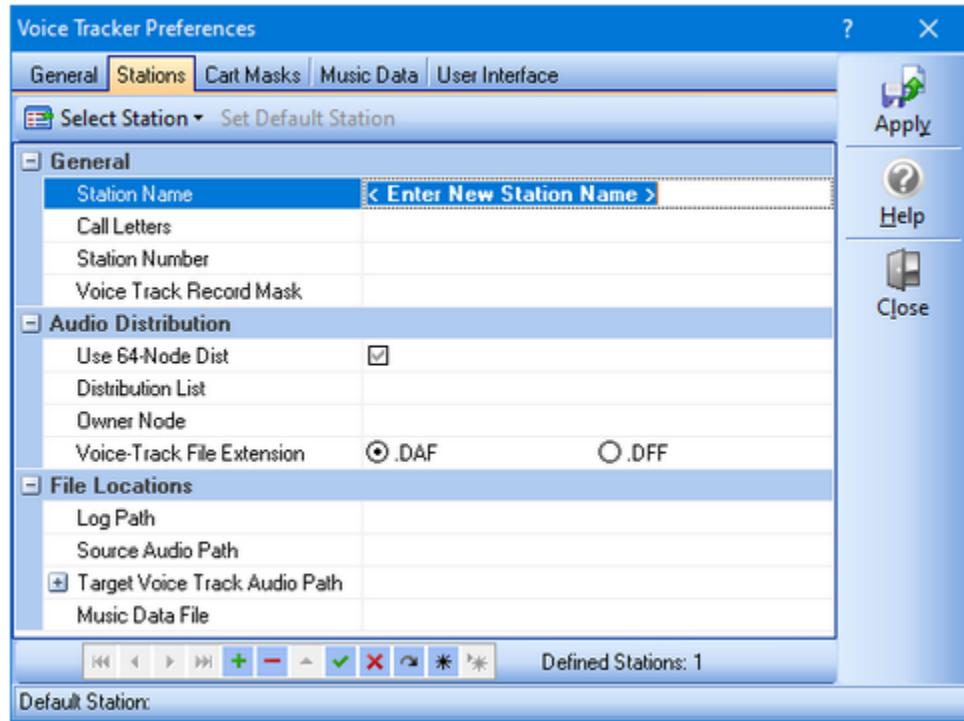 Voice Tracker Preferences ?
General Stations Cart Masks Music Data User Interface
Select Station Set Default Station
Apply
Help
Close
General
Station Name < Enter New Station Name >
Call Letters
Station Number
Voice Track Record Mask
Audio Distribution
Use 64-Node Dist
Distribution List
Owner Node
Voice-Track File Extension .DAF .DFF
File Locations
Log Path
Source Audio Path
Target Voice Track Audio Path
Music Data File
Defined Stations: 1
Default Station: